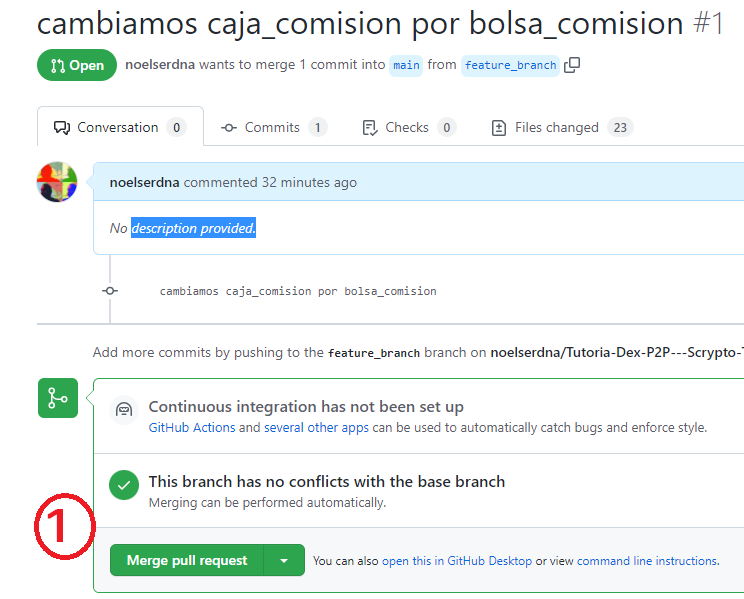 cambiamos caja_comision por bolsa_comision #1
Open noelserdna wants to merge 1 commit into main from feature_branch
Conversation 0 Commits 1 Checks 0 Files changed 23
noelserdna commented 32 minutes ago
No description provided.
cambiamos caja_comision por bolsa_comision
Add more commits by pushing to the feature_branch branch on noelserdna/Tutoria-Dex-P2P---Scrypto-
Continuous integration has not been set up
GitHub Actions and several other apps can be used to automatically catch bugs and enforce style.
This branch has no conflicts with the base branch
Merging can be performed automatically.
1
Merge pull request You can also open this in GitHub Desktop or view command line instructions.